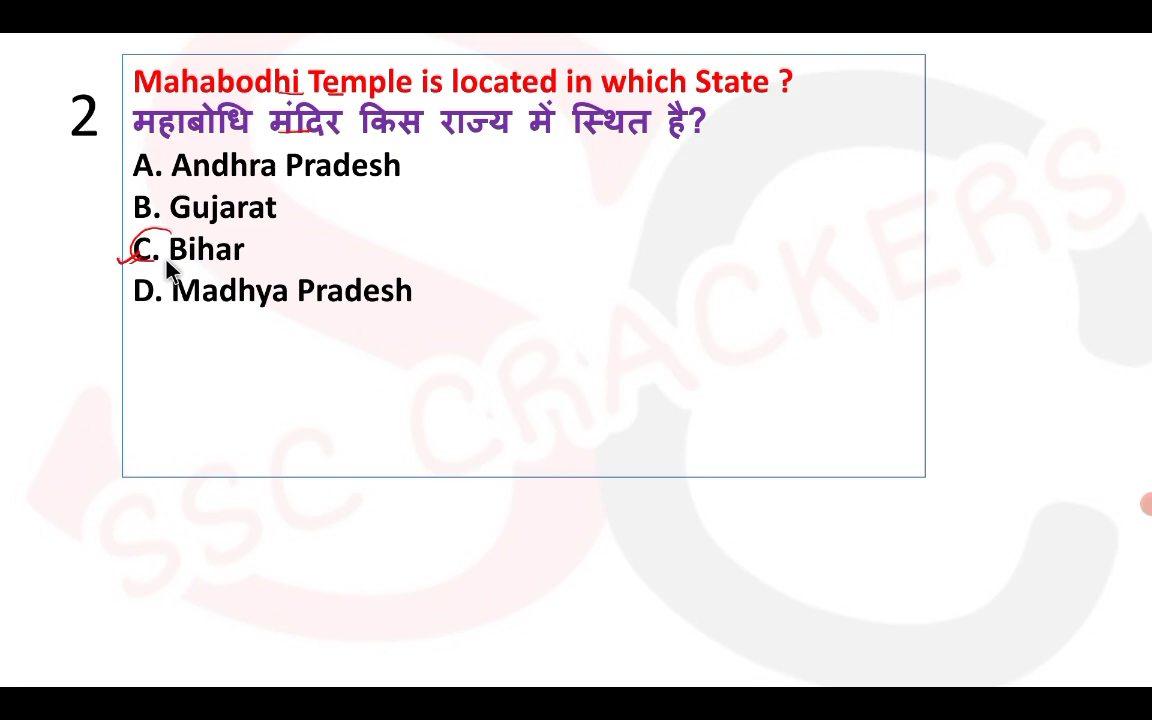 2
Mahabodhi Temple is located in which State ?
महाबोधि मंदिर किस राज्य में स्थित है?
A. Andhra Pradesh
B. Gujarat
C. Bihar
D. Madhya Pradesh
SSC CRACKERS